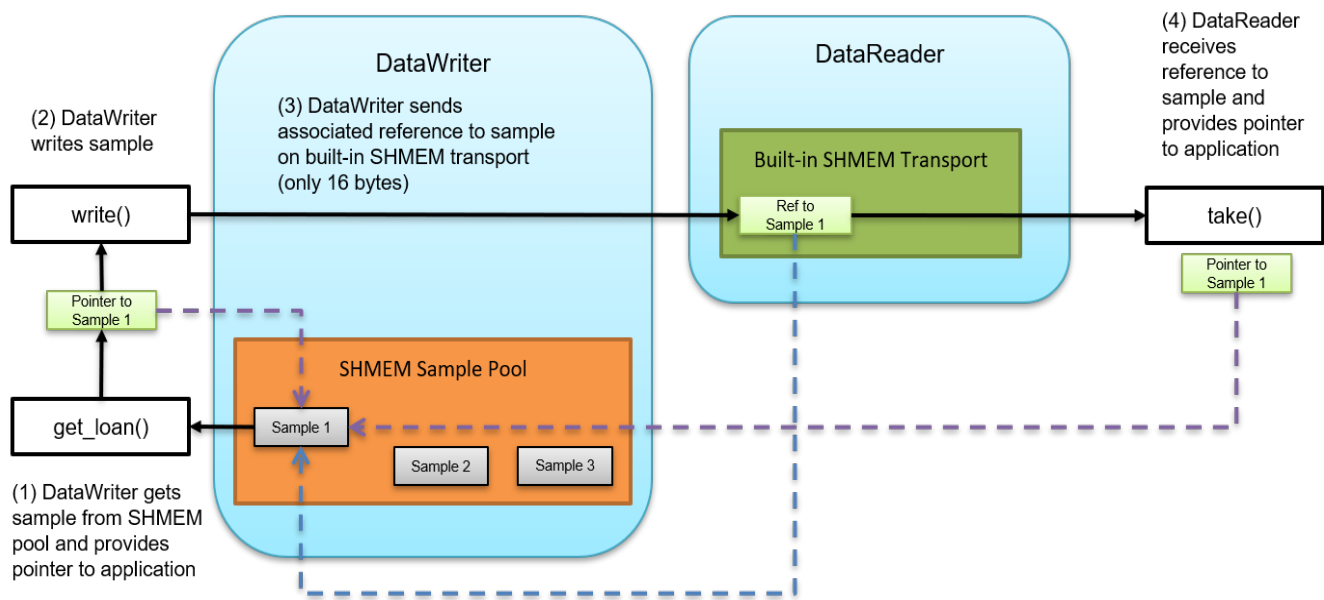 DataWriter
DataReader
(4) DataReader
receives
reference to
sample and
provides pointer
to application
(2) DataWriter
writes sample
(3) DataWriter sends
associated reference to sample
on built-in SHMEM transport
(only 16 bytes)
Built-in SHMEM Transport
write()
Ref to
Sample 1
take()
Pointer to
Sample 1
Pointer to
Sample 1
SHMEM Sample Pool
get_loan()
Sample 1
Sample 2
Sample 3
(1) DataWriter gets
sample from SHMEM
pool and provides
pointer to application